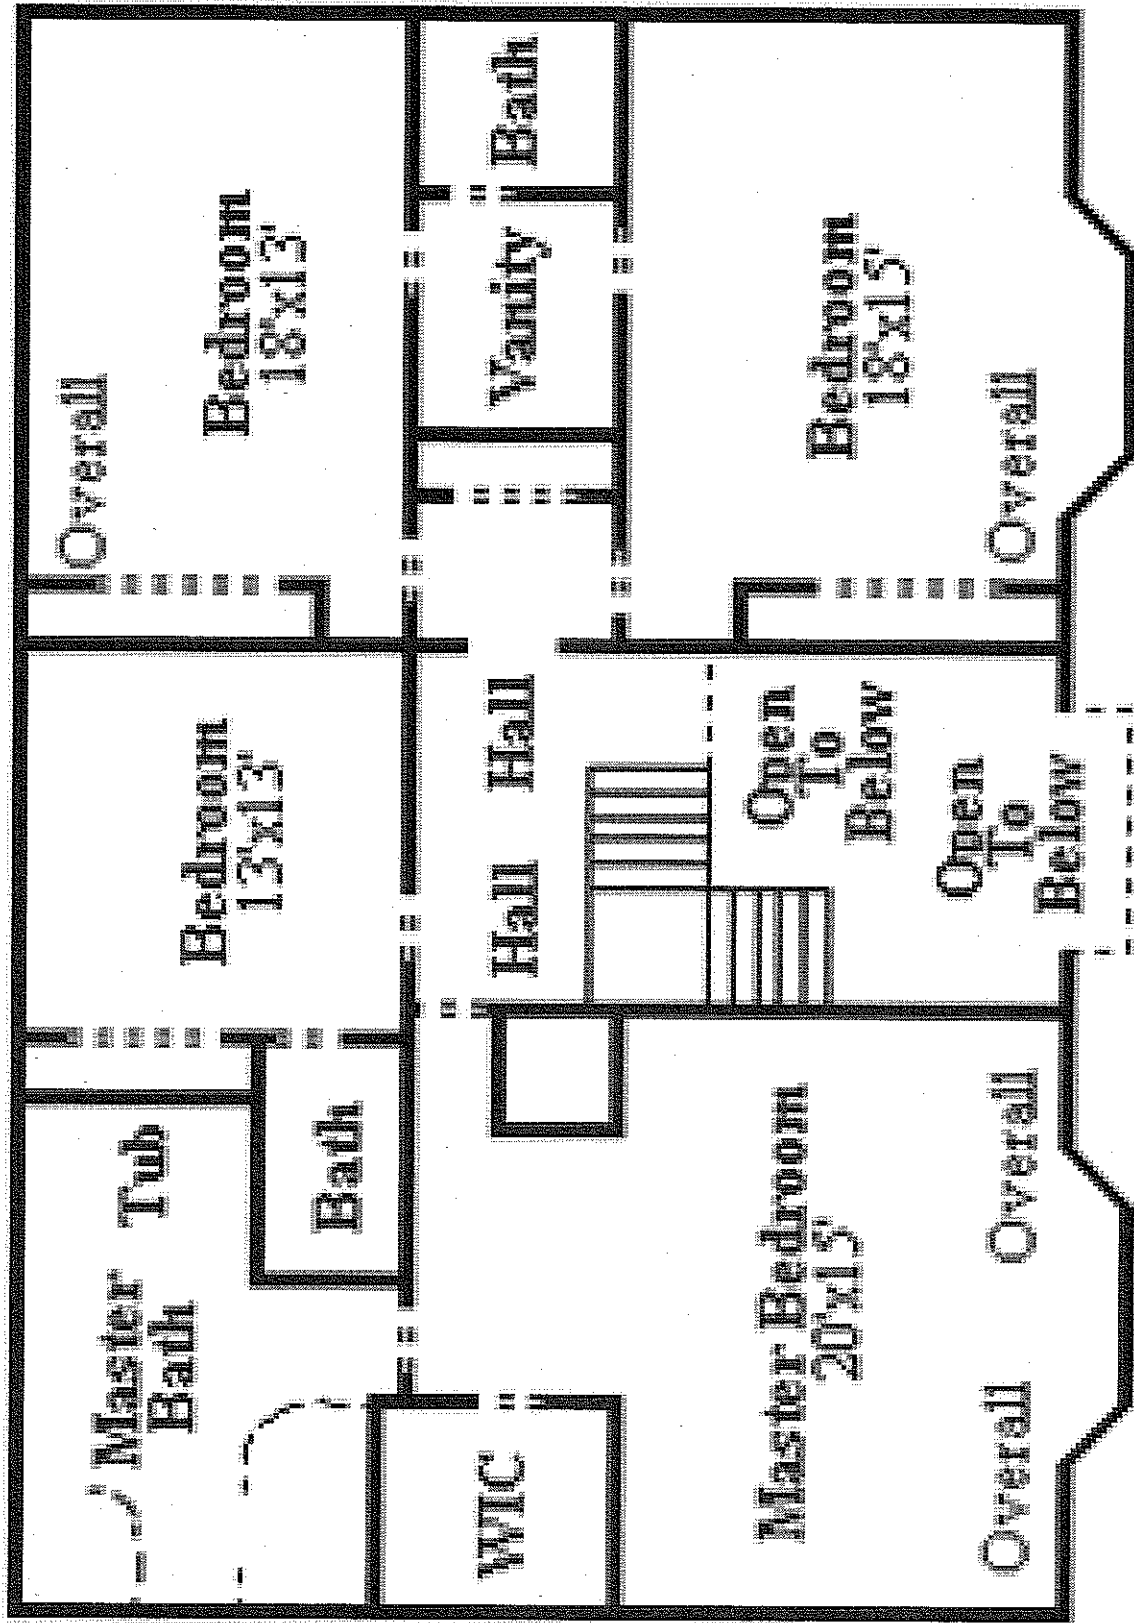 Master
Bath
Tub
Bath
Bedroom
13'x13'
Overall
Bedroom
18'x13'
WIC
Hall
Hall
Vanity
Bath
Master Bedroom
20'x15'
Open
To
Below
Bedroom
18'x15'
Overall
Overall
Open
To
Below
Overall